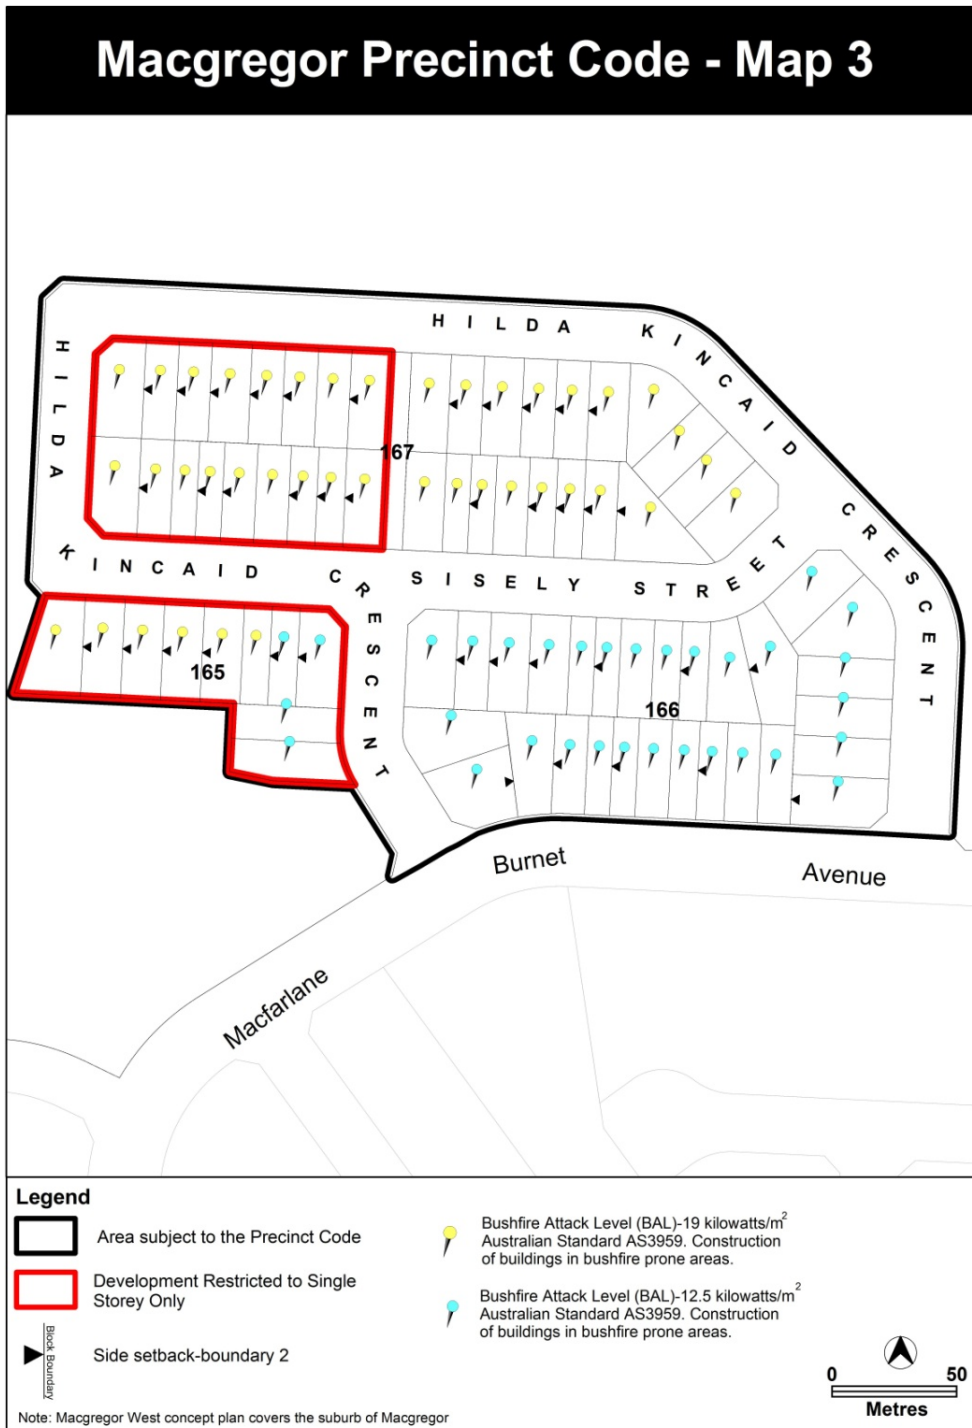 Macgregor Precinct Code - Map 3
HILDA KINCAID CRESCENT
HILDA
167
KINCAID CRESCENT
SISELY STREET
165
166
Burnet Avenue
Macfarlane
Legend
Area subject to the Precinct Code
Development Restricted to Single
Storey Only
Block Boundary
Side setback-boundary 2
Bushfire Attack Level (BAL)-19 kilowatts/m²
Australian Standard AS3959. Construction
of buildings in bushfire prone areas.
Bushfire Attack Level (BAL)-12.5 kilowatts/m²
Australian Standard AS3959. Construction
of buildings in bushfire prone areas.
0 50
Metres
Note: Macgregor West concept plan covers the suburb of Macgregor